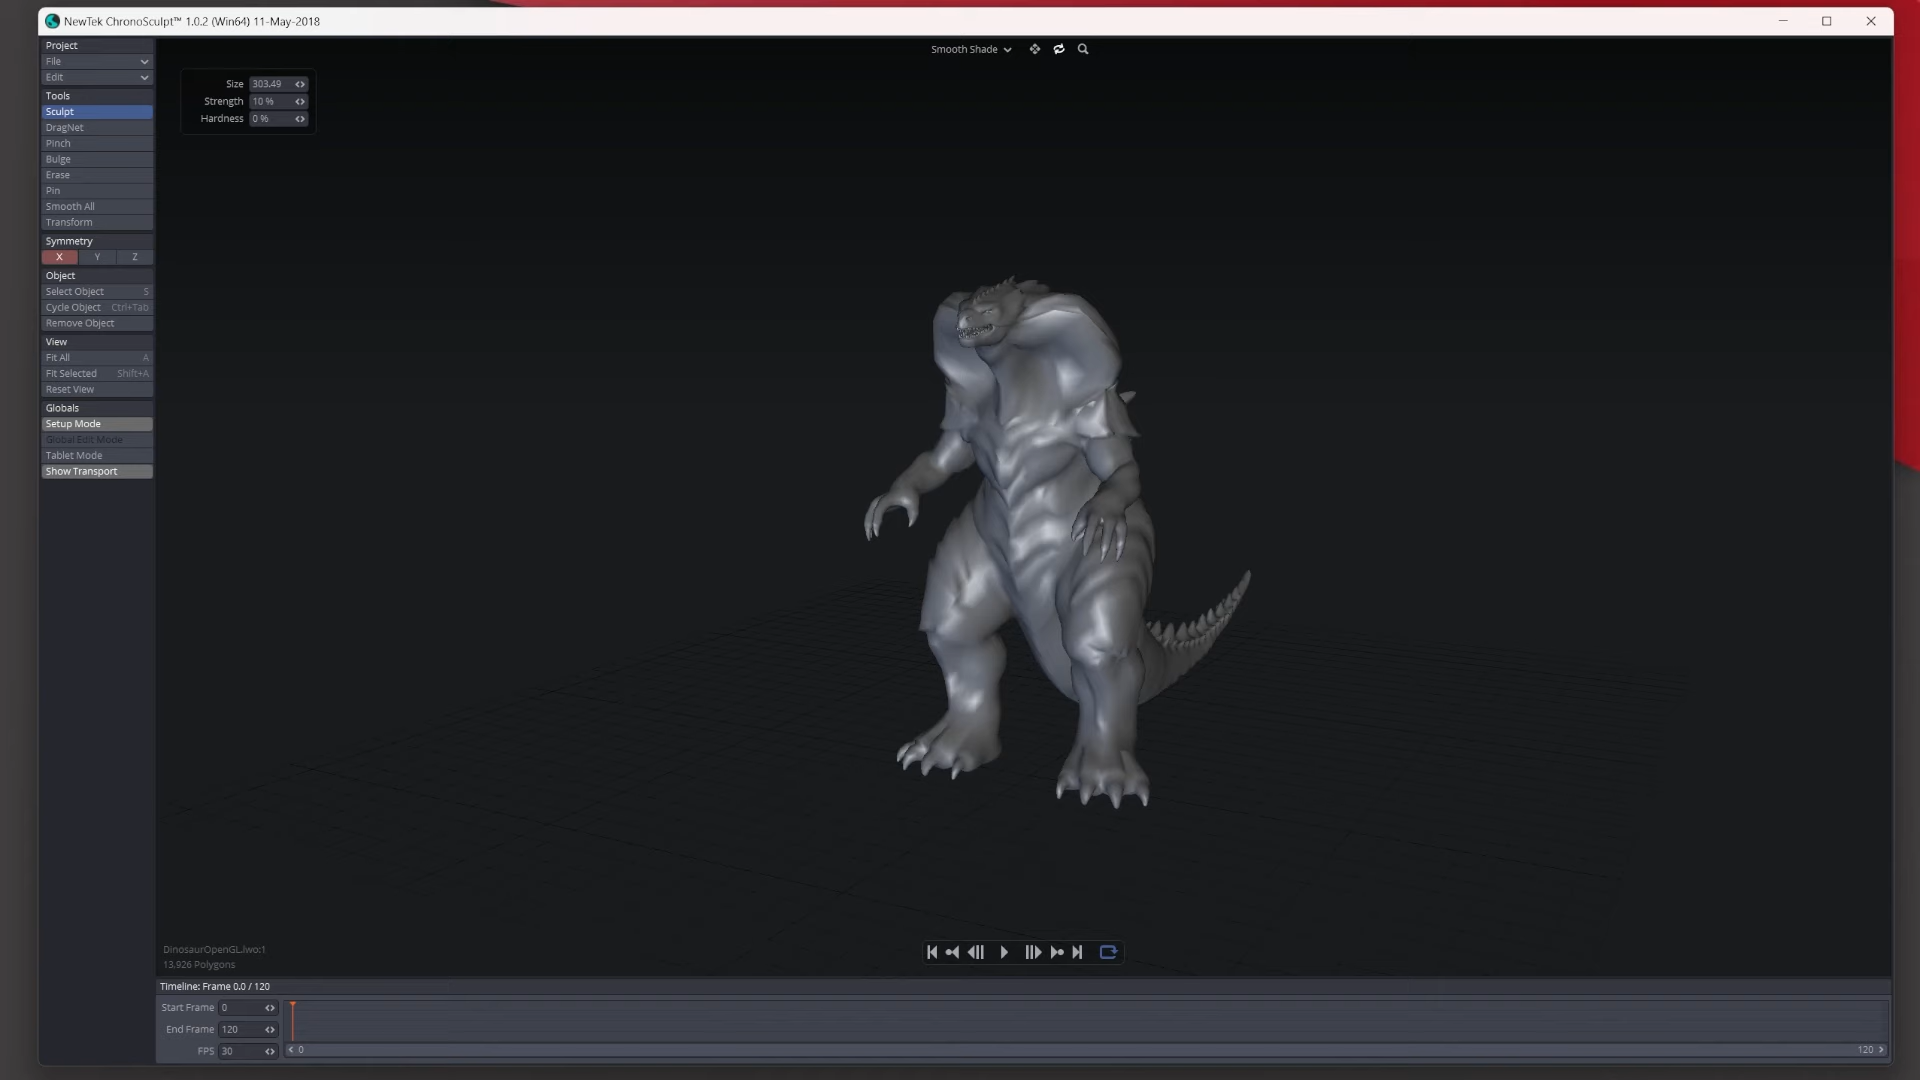 NewTek ChronoSculpt™ 1.0.2 (Win64) 11-May-2018
Project
File
Edit
Tools
Sculpt
DragNet
Pinch
Bulge
Erase
Pin
Smooth All
Transform
Symmetry
X Y Z
Object
Select Object S
Cycle Object Ctrl+Tab
Remove Object
View
Fit All A
Fit Selected Shift+A
Reset View
Globals
Setup Mode
Global Edit Mode
Tablet Mode
Show Transport
Smooth Shade
Size 303.49
Strength 10 %
Hardness 0 %
DinosaurOpenGL.lwo:1
13,926 Polygons
Timeline: Frame 0.0 / 120
Start Frame 0
End Frame 120
FPS 30
0 120